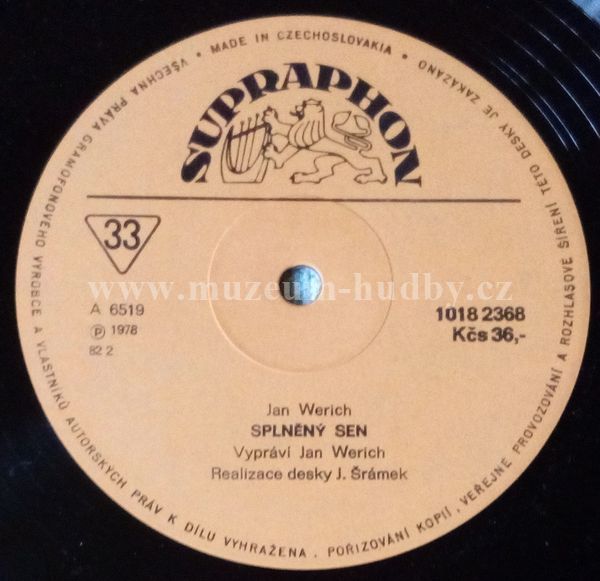 MADE IN CZECHOSLOVAKIA • VŠECHNA PRÁVA GRAMOFONOVÉHO VÝROBCE A VLASTNÍKŮ AUTORSKÝCH PRÁV K DÍLU VYHRAŽENA . POŘIZOVÁNÍ KOPIÍ, VEŘEJNÉ PROVOZOVÁNÍ A ROZHLASOVÉ ŠÍŘENÍ TÉTO DESKY JE ZAKÁZÁNO •
SUPRAPHON
33
www.muzeum-hudby.cz
A 6519
1018 2368
Ⓟ 1978
Kčs 36,-
82 2
Jan Werich
SPLNĚNÝ SEN
Vypráví Jan Werich
Realizace desky J. Šrámek